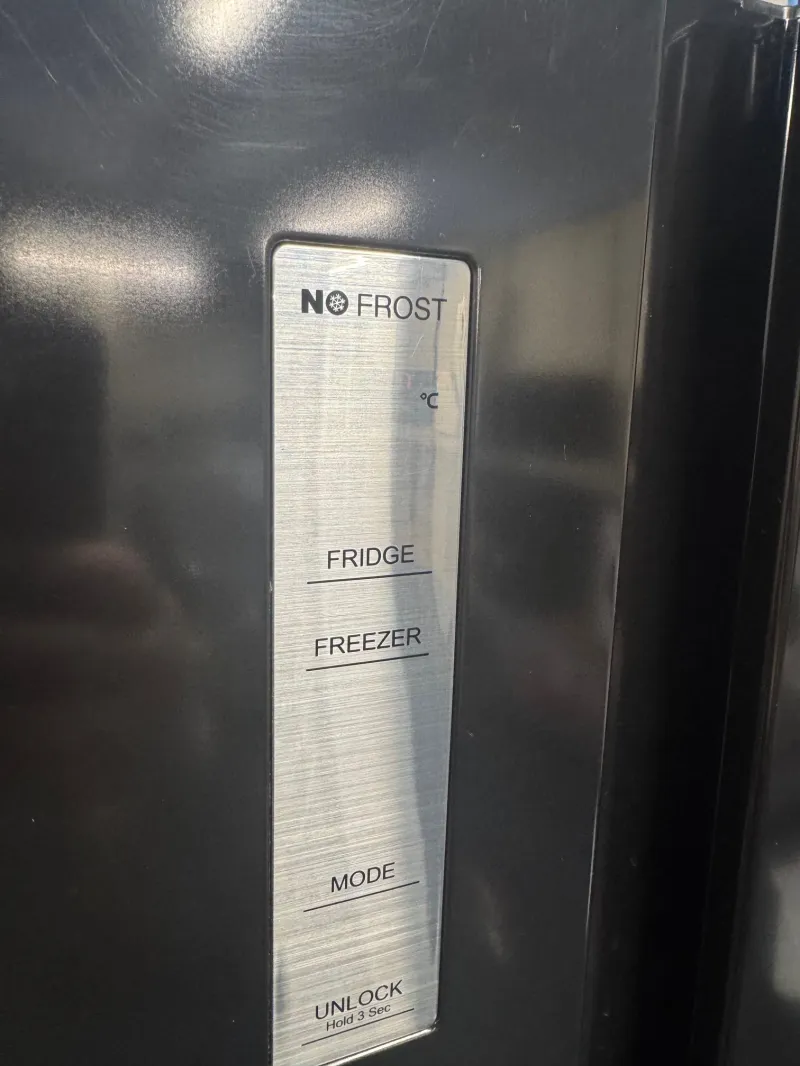 NO FROST
°C
FRIDGE
FREEZER
MODE
UNLOCK
Hold 3 Sec